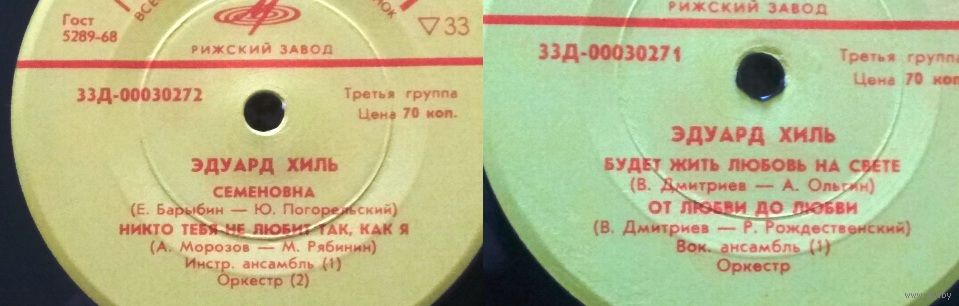 Гост
5289-68
33
РИЖСКИЙ ЗАВОД
33Д-00030272
Третья группа
Цена 70 коп.
ЭДУАРД ХИЛЬ
СЕМЕНОВНА
(Е. Барыбин — Ю. Погорельский)
НИКТО ТЕБЯ НЕ ЛЮБИТ ТАК, КАК Я
(А. Морозов — М. Рябинин)
Инстр. ансамбль (1)
Оркестр (2)
РИЖСКИЙ ЗАВОД
33Д-00030271
Третья группа
Цена 70 коп.
ЭДУАРД ХИЛЬ
БУДЕТ ЖИТЬ ЛЮБОВЬ НА СВЕТЕ
(В. Дмитриев — А. Ольгин)
ОТ ЛЮБВИ ДО ЛЮБВИ
(В. Дмитриев — Р. Рождественский)
Вок. ансамбль (1)
Оркестр